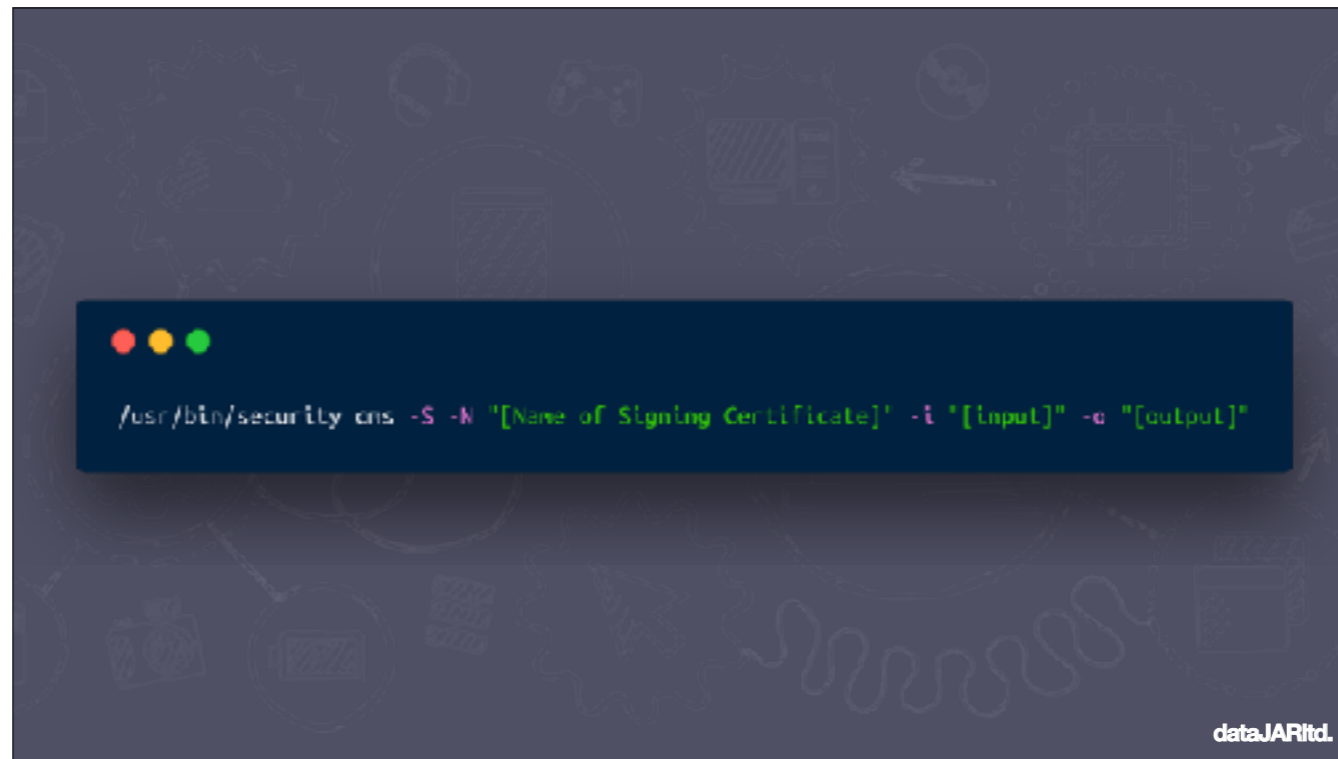 /usr/bin/security cms -S -N "[Name of Signing Certificate]" -i "[input]" -o "[output]"
dataJARltd.